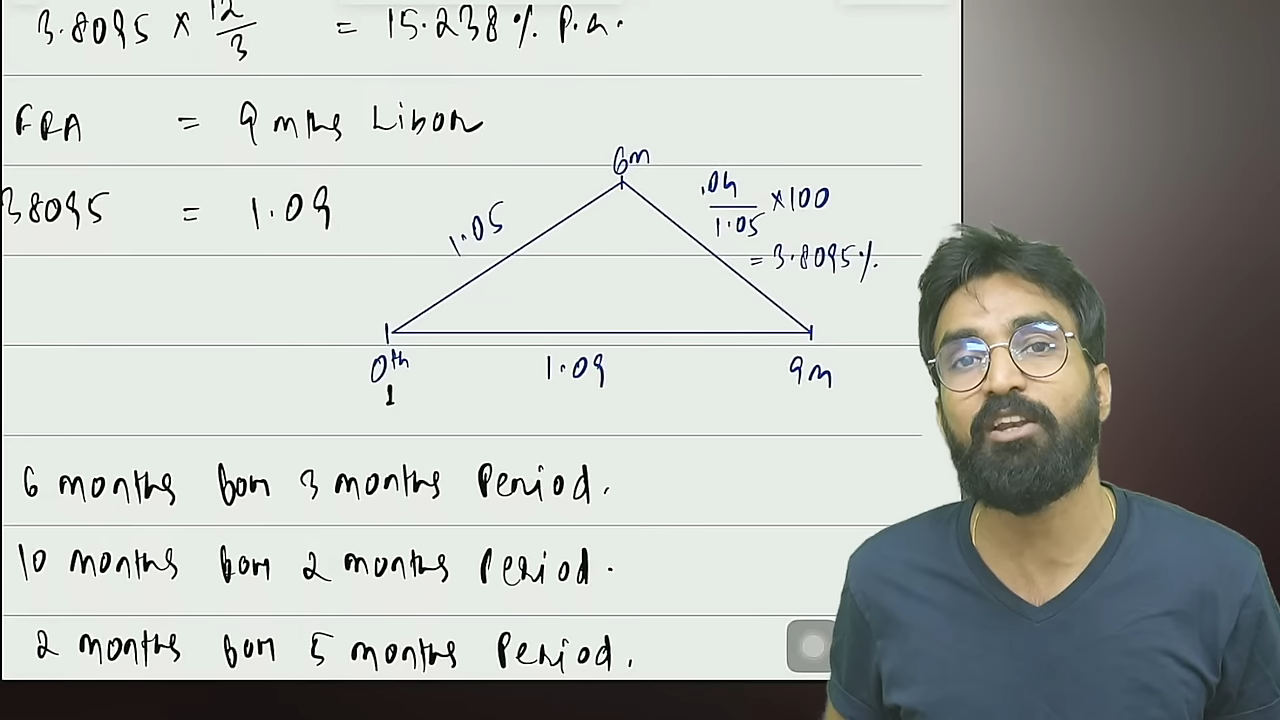 3.8095 × 12/3 = 15.238% P.a.
FRA = 9 mths Libor
38095 = 1.09
6m
1.05
.04/1.05 ×100
= 3.8095%
0th
1
1.09
9m
6 months from 3 months Period.
10 months from 2 months Period.
2 months from 5 months Period.